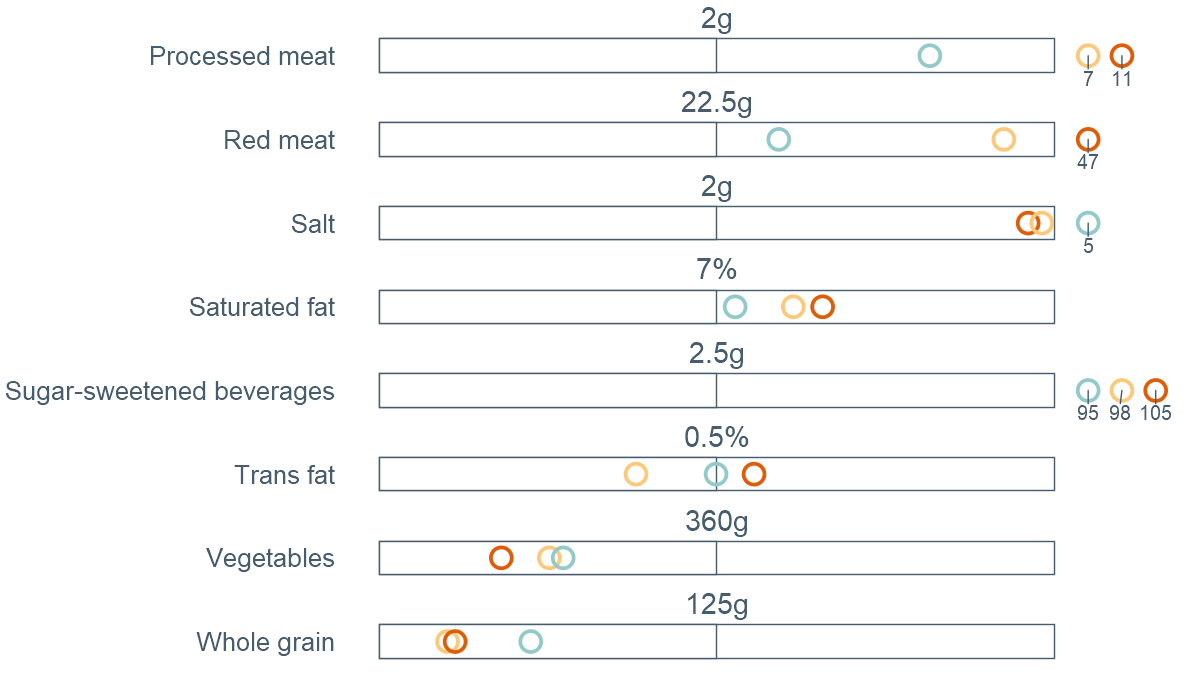 2g
Processed meat
7 11
22.5g
Red meat
47
2g
Salt
5
7%
Saturated fat
2.5g
Sugar-sweetened beverages
95 98 105
0.5%
Trans fat
360g
Vegetables
125g
Whole grain